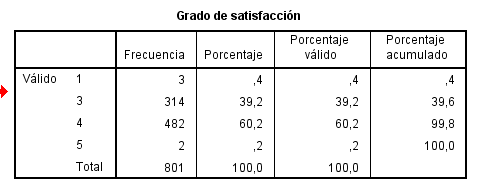 Grado de satisfacción
Frecuencia Porcentaje Porcentaje válido Porcentaje acumulado
Válido 1 3 ,4 ,4 ,4
3 314 39,2 39,2 39,6
4 482 60,2 60,2 99,8
5 2 ,2 ,2 100,0
Total 801 100,0 100,0